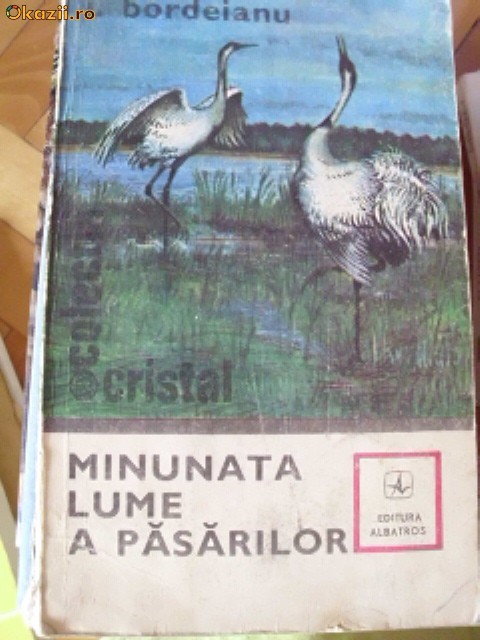 Okazii.ro
bordeianu
colecția
cristal
MINUNATA
LUME
A PĂSĂRILOR
EDITURA
ALBATROS